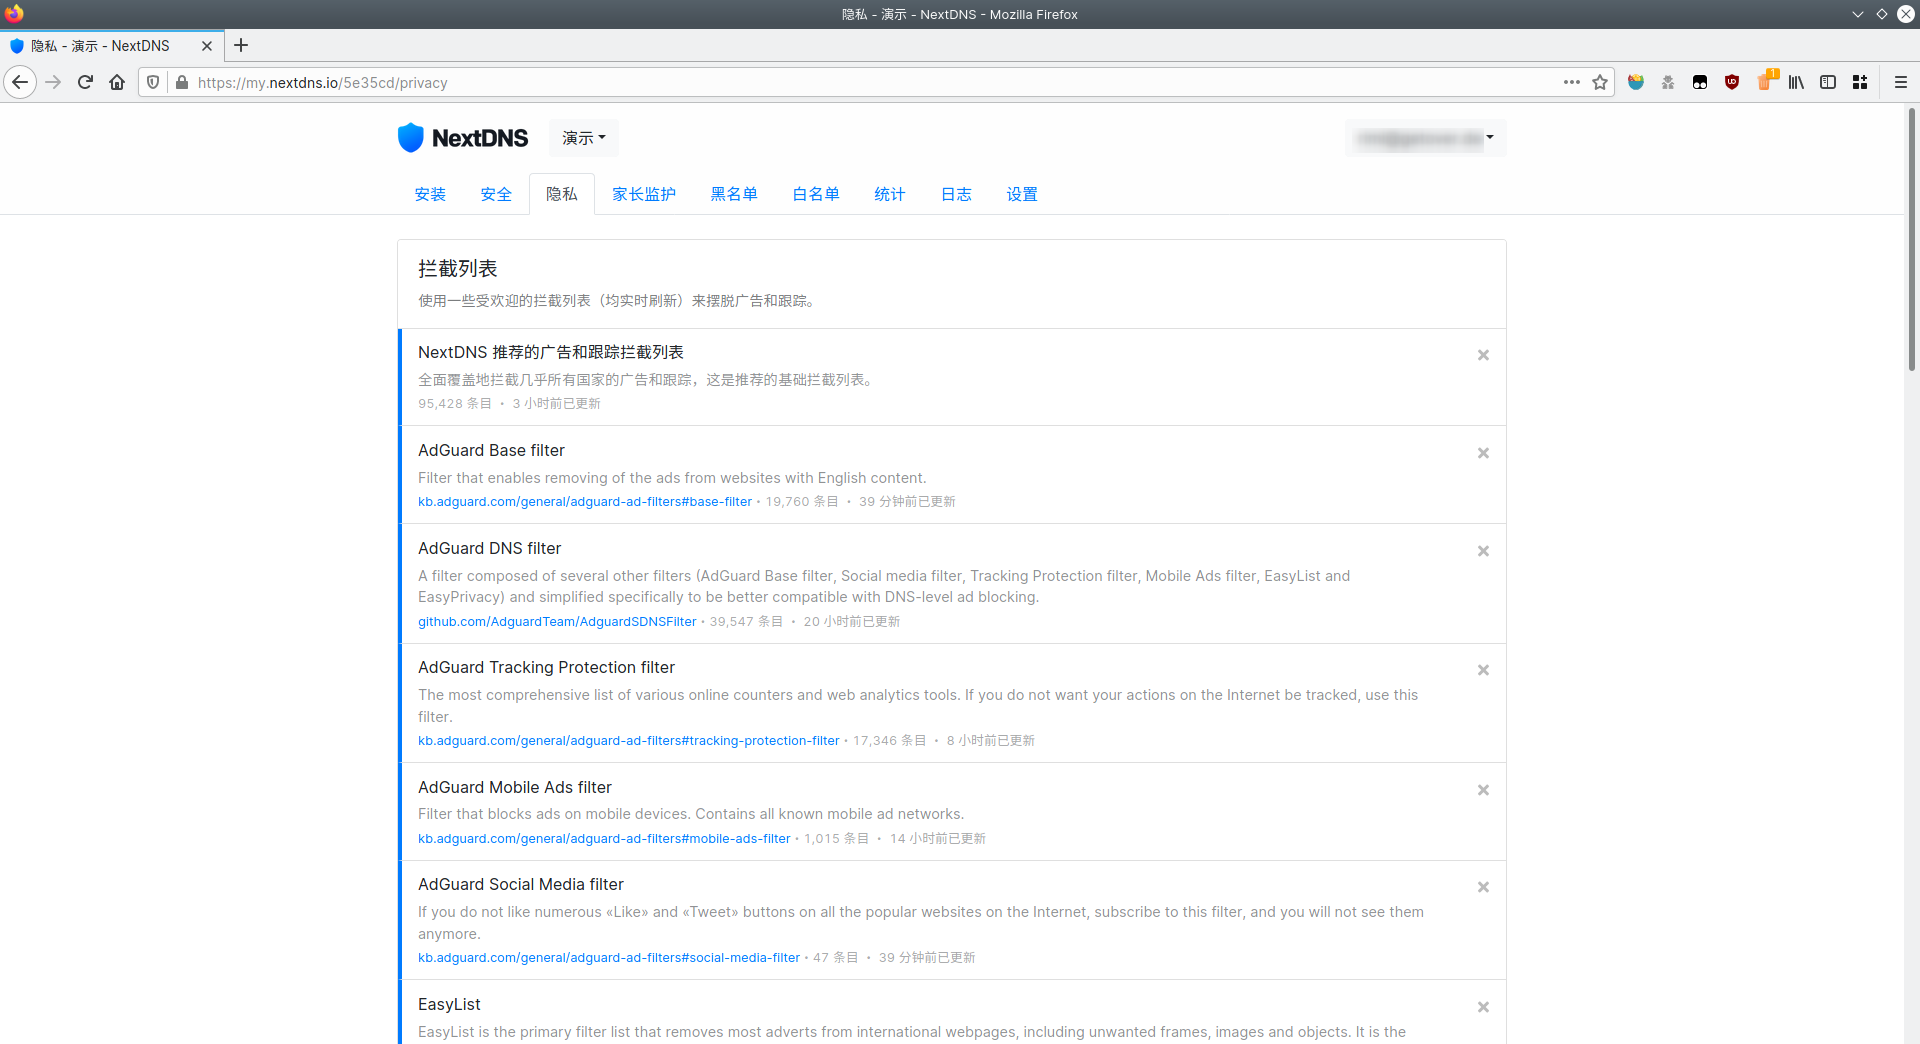 隐私 - 演示 - NextDNS - Mozilla Firefox
隐私 - 演示 - NextDNS
https://my.nextdns.io/5e35cd/privacy
1
NextDNS
演示
安装 安全 隐私 家长监护 黑名单 白名单 统计 日志 设置
拦截列表
使用一些受欢迎的拦截列表（均实时刷新）来摆脱广告和跟踪。
NextDNS 推荐的广告和跟踪拦截列表
全面覆盖地拦截几乎所有国家的广告和跟踪，这是推荐的基础拦截列表。
95,428 条目 • 3 小时前已更新
AdGuard Base filter
Filter that enables removing of the ads from websites with English content.
kb.adguard.com/general/adguard-ad-filters#base-filter • 19,760 条目 • 39 分钟前已更新
AdGuard DNS filter
A filter composed of several other filters (AdGuard Base filter, Social media filter, Tracking Protection filter, Mobile Ads filter, EasyList and
EasyPrivacy) and simplified specifically to be better compatible with DNS-level ad blocking.
github.com/AdguardTeam/AdguardSDNSFilter • 39,547 条目 • 20 小时前已更新
AdGuard Tracking Protection filter
The most comprehensive list of various online counters and web analytics tools. If you do not want your actions on the Internet be tracked, use this
filter.
kb.adguard.com/general/adguard-ad-filters#tracking-protection-filter • 17,346 条目 • 8 小时前已更新
AdGuard Mobile Ads filter
Filter that blocks ads on mobile devices. Contains all known mobile ad networks.
kb.adguard.com/general/adguard-ad-filters#mobile-ads-filter • 1,015 条目 • 14 小时前已更新
AdGuard Social Media filter
If you do not like numerous «Like» and «Tweet» buttons on all the popular websites on the Internet, subscribe to this filter, and you will not see them
anymore.
kb.adguard.com/general/adguard-ad-filters#social-media-filter • 47 条目 • 39 分钟前已更新
EasyList
EasyList is the primary filter list that removes most adverts from international webpages, including unwanted frames, images and objects. It is the